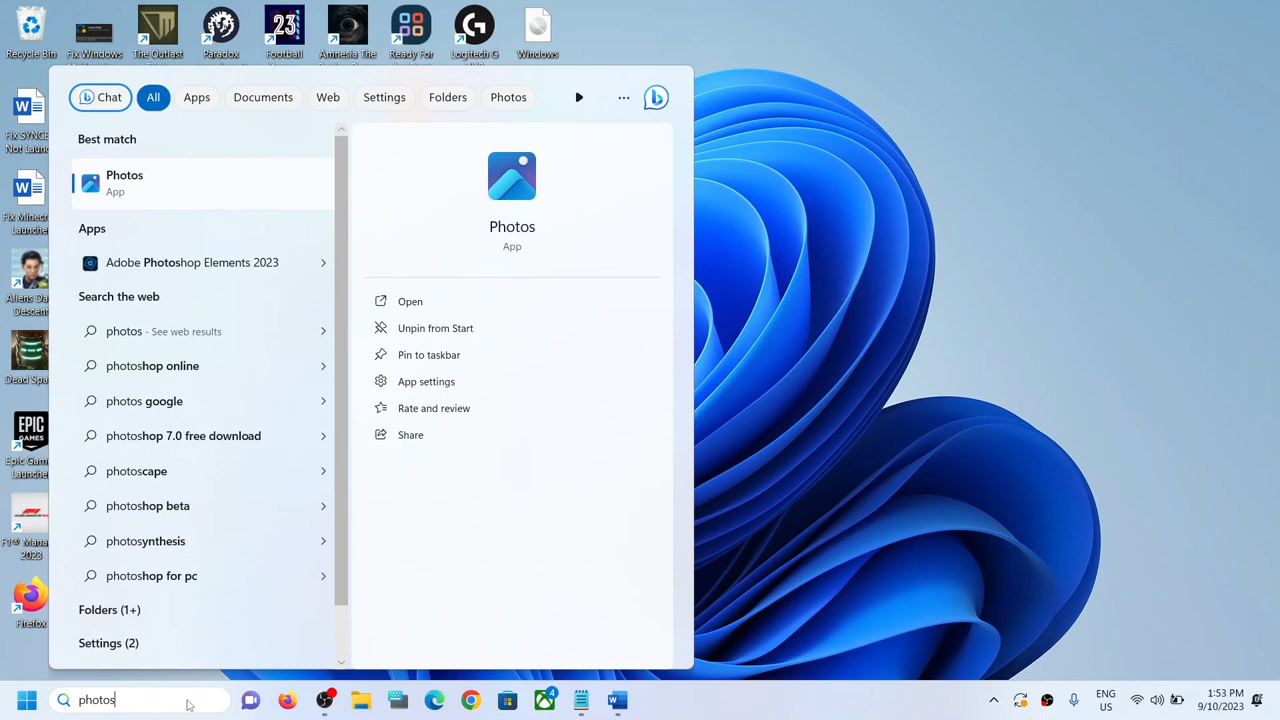 Recycle Bin
Fix Windows
The Outlast
Paradox
Football
Amnesia The
Ready For
Logitech G
Windows
23
Chat
All
Apps
Documents
Web
Settings
Folders
Photos
Best match
Photos
App
Apps
Adobe Photoshop Elements 2023
Search the web
photos - See web results
photoshop online
photos google
photoshop 7.0 free download
photoscape
photoshop beta
photosynthesis
photoshop for pc
Folders (1+)
Settings (2)
Photos
App
Open
Unpin from Start
Pin to taskbar
App settings
Rate and review
Share
Fix SYNCE
Not Launc
Fix Minecr
Launche
Aliens Da
Descent
Dead Spa
EPIC
GAMES
Epic Gam
Launcher
F1® Mana
2023
Firefox
photos
4
ENG
US
1:53 PM
9/10/2023